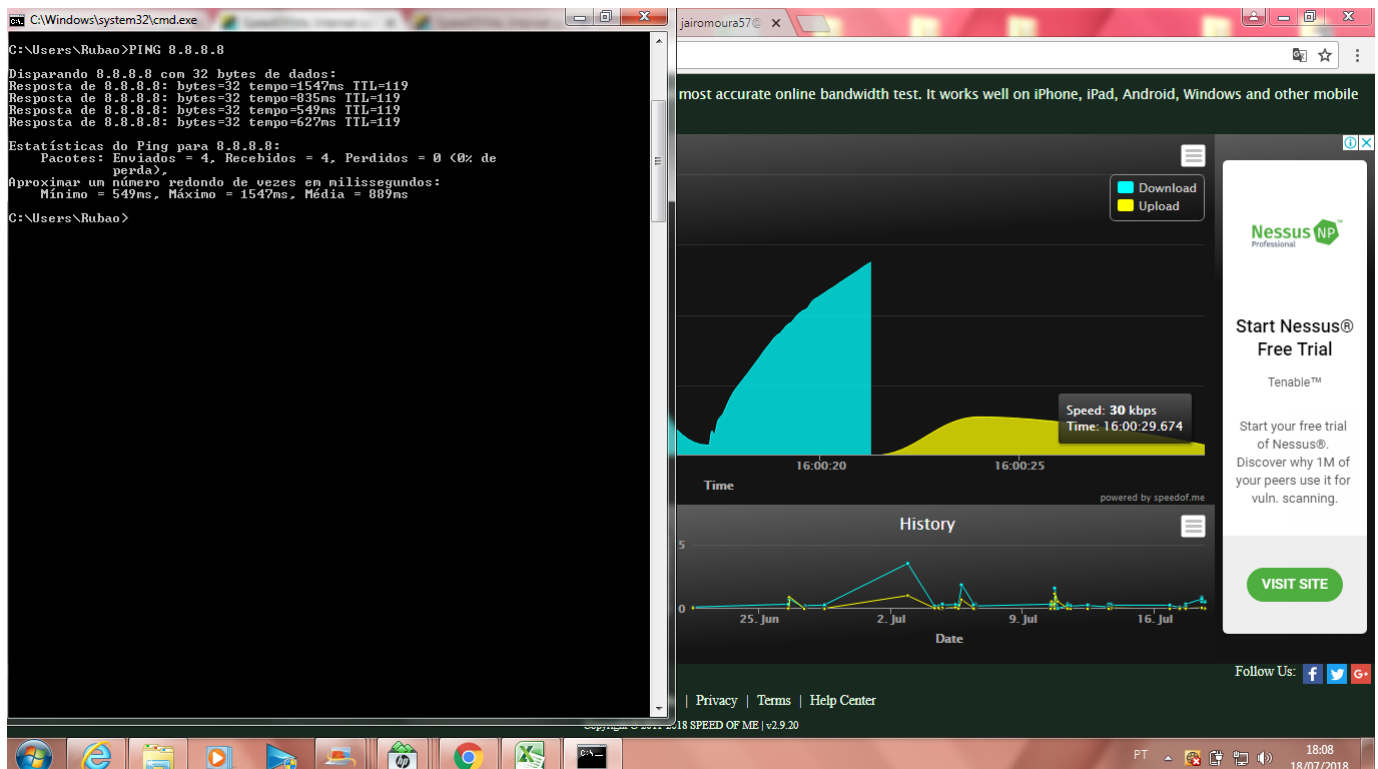 C:\Windows\system32\cmd.exe
C:\Users\Rubao>PING 8.8.8.8
Disparando 8.8.8.8 com 32 bytes de dados:
Resposta de 8.8.8.8: bytes=32 tempo=1547ms TTL=119
Resposta de 8.8.8.8: bytes=32 tempo=835ms TTL=119
Resposta de 8.8.8.8: bytes=32 tempo=549ms TTL=119
Resposta de 8.8.8.8: bytes=32 tempo=627ms TTL=119
Estatísticas do Ping para 8.8.8.8:
Pacotes: Enviados = 4, Recebidos = 4, Perdidos = 0 (0% de
perda),
Aproximar um número redondo de vezes em milissegundos:
Mínimo = 549ms, Máximo = 1547ms, Média = 889ms
C:\Users\Rubao>
jairomoura57@
most accurate online bandwidth test. It works well on iPhone, iPad, Android, Windows and other mobile
Download
Upload
Speed: 30 kbps
Time: 16:00:29.674
16:00:20 16:00:25
Time
powered by speedof.me
History
5
0
25. Jun 2. Jul 9. Jul 16. Jul
Date
Nessus NP
Professional
Start Nessus®
Free Trial
Tenable™
Start your free trial
of Nessus®.
Discover why 1M of
your peers use it for
vuln. scanning.
VISIT SITE
Follow Us:
| Privacy | Terms | Help Center
18 SPEED OF ME | v2.9.20
PT
18:08
18/07/2018